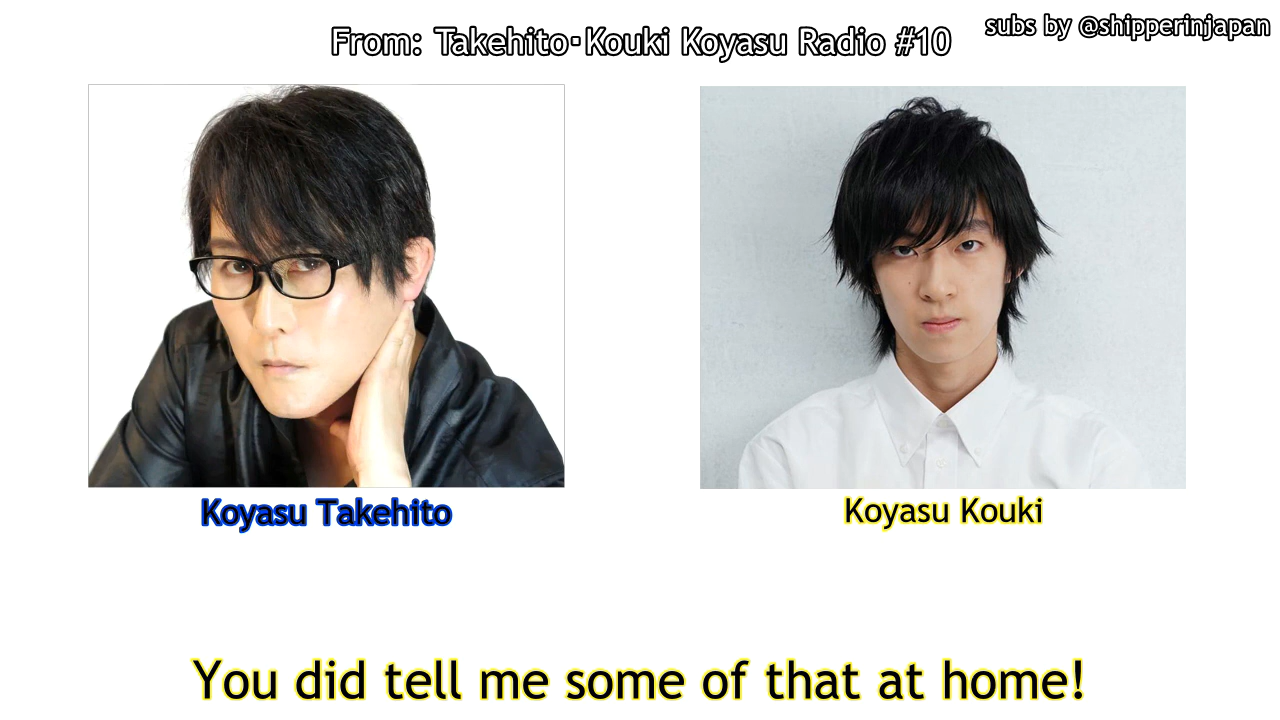 From: Takehito･Kouki Koyasu Radio #10
subs by @shipperinjapan
Koyasu Takehito
Koyasu Kouki
You did tell me some of that at home!